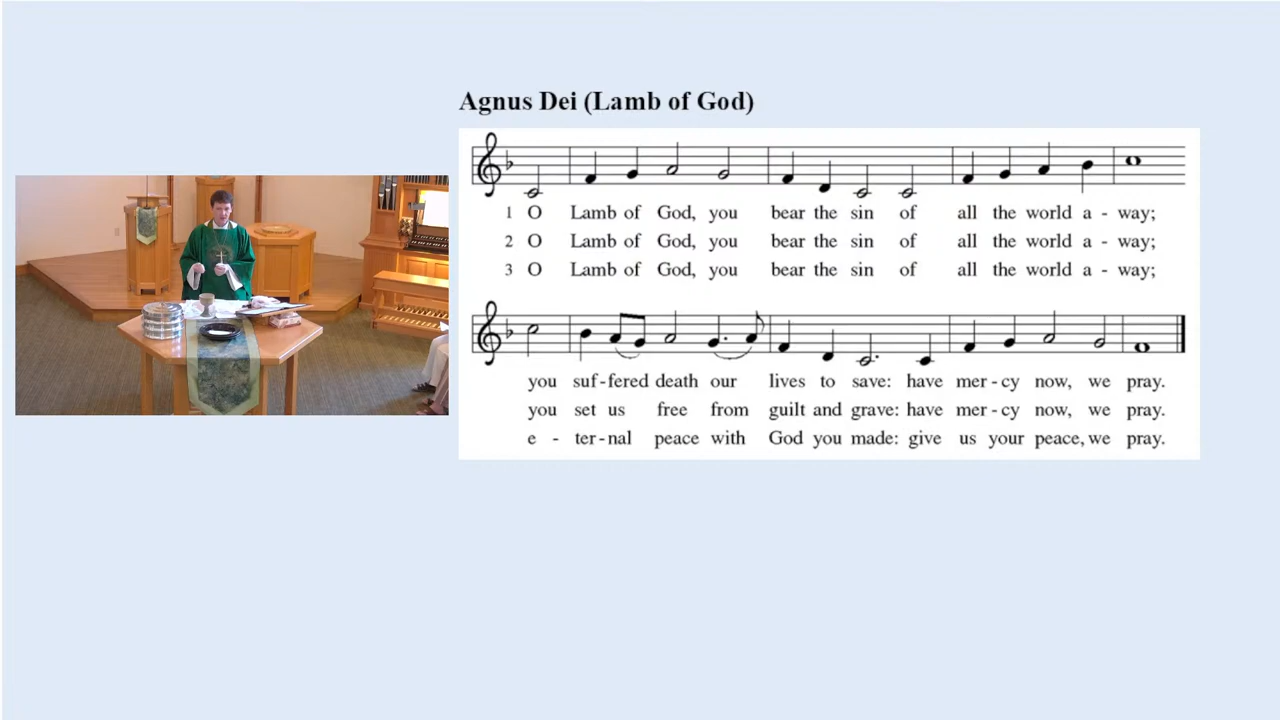 Agnus Dei (Lamb of God)
1 O Lamb of God, you bear the sin of all the world a - way;
2 O Lamb of God, you bear the sin of all the world a - way;
3 O Lamb of God, you bear the sin of all the world a - way;
you suf - fered death our lives to save: have mer - cy now, we pray.
you set us free from guilt and grave: have mer - cy now, we pray.
e - ter - nal peace with God you made: give us your peace, we pray.